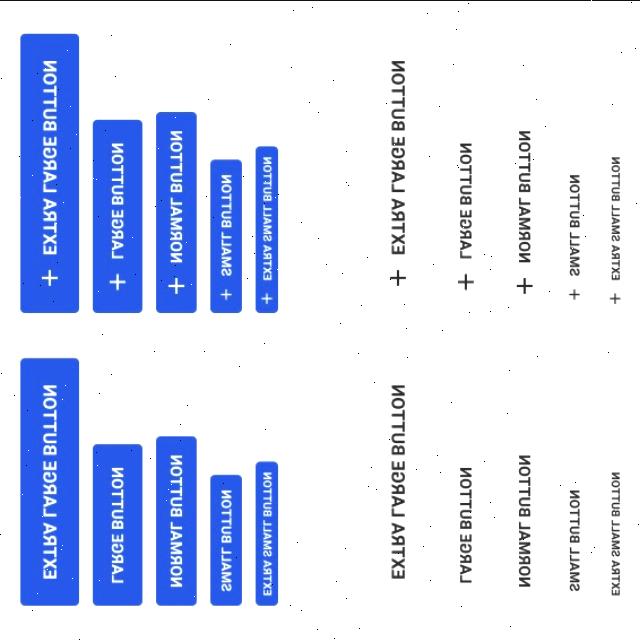 EXTRA SMALL BUTTON
+ EXTRA SMALL BUTTON
SMALL BUTTON
+ SMALL BUTTON
NORMAL BUTTON
+ NORMAL BUTTON
LARGE BUTTON
+ LARGE BUTTON
EXTRA LARGE BUTTON
+ EXTRA LARGE BUTTON
EXTRA SMALL BUTTON
+ EXTRA SMALL BUTTON
SMALL BUTTON
+ SMALL BUTTON
NORMAL BUTTON
+ NORMAL BUTTON
LARGE BUTTON
+ LARGE BUTTON
EXTRA LARGE BUTTON
+ EXTRA LARGE BUTTON